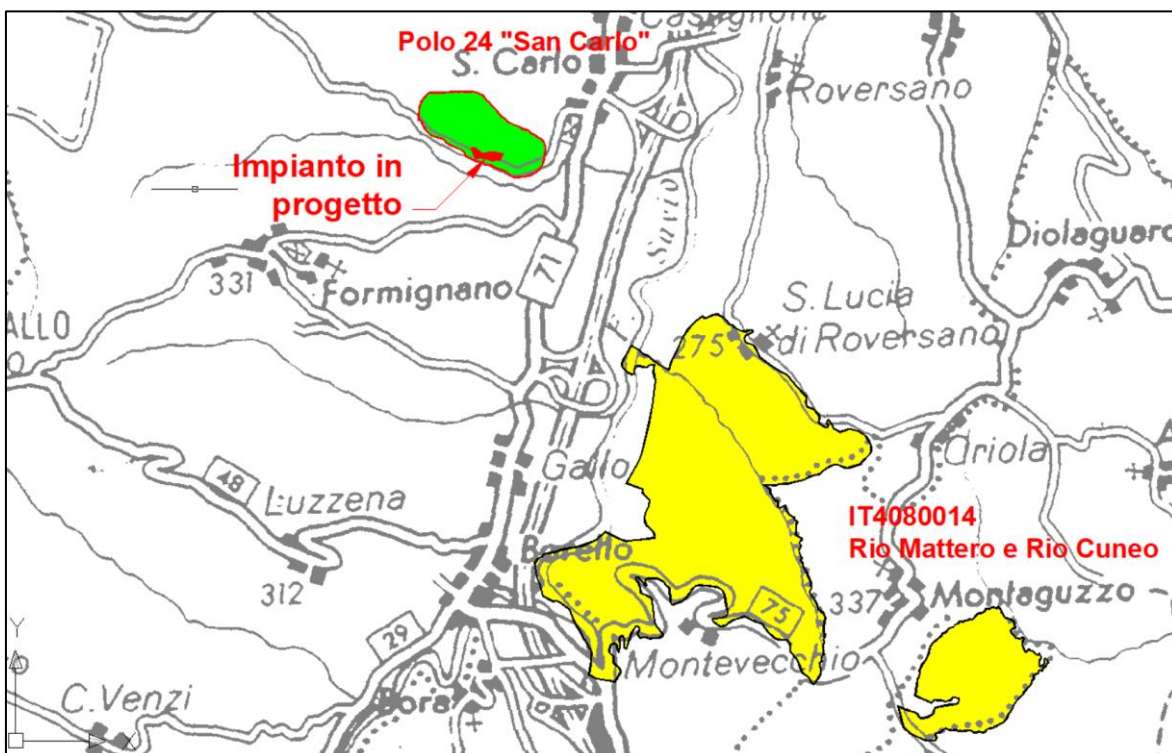 Castiglione
Polo 24 "San Carlo"
S. Carlo
Roversano
Impianto in
progetto
Savio
Diolaguard
71
331
Formignano
S. Lucia
di Roversano
275
F.
ALLO
48
Gallo
Oriola
Luzzena
IT4080014
Rio Mattero e Rio Cuneo
Borello
312
337
Montaguzzo
75
29
Montevecchio
Y
C. Venzi
Bora
X